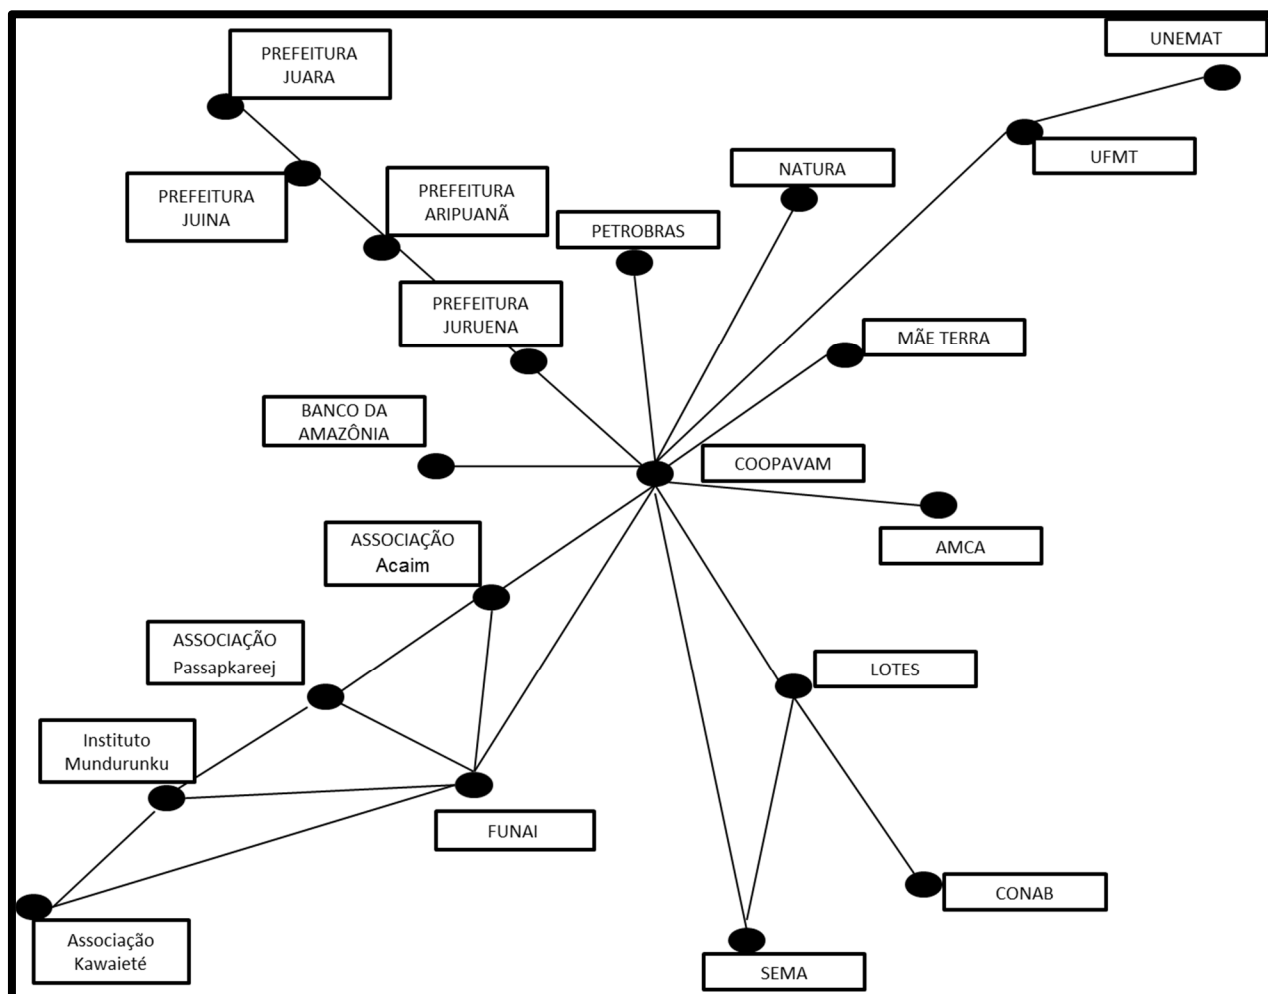 UNEMAT
PREFEITURA
JUARA
UFMT
NATURA
PREFEITURA
ARIPUANÃ
PREFEITURA
JUINA
PETROBRAS
PREFEITURA
JURUENA
MÃE TERRA
BANCO DA
AMAZÔNIA
COOPAVAM
ASSOCIAÇÃO
Acaim
AMCA
ASSOCIAÇÃO
Passapkareej
LOTES
Instituto
Mundurunku
FUNAI
CONAB
Associação
Kawaieté
SEMA